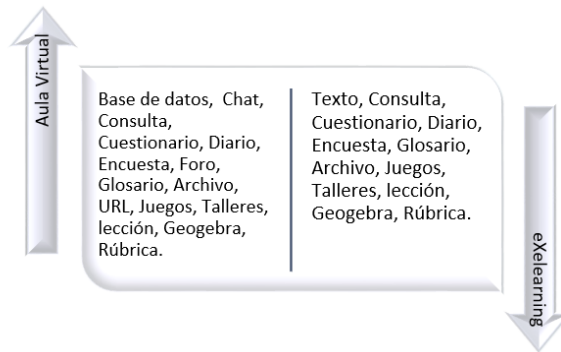 Aula Virtual
Base de datos, Chat,
Consulta,
Cuestionario, Diario,
Encuesta, Foro,
Glosario, Archivo,
URL, Juegos, Talleres,
lección, Geogebra,
Rúbrica.
Texto, Consulta,
Cuestionario, Diario,
Encuesta, Glosario,
Archivo, Juegos,
Talleres, lección,
Geogebra, Rúbrica.
eXelearning